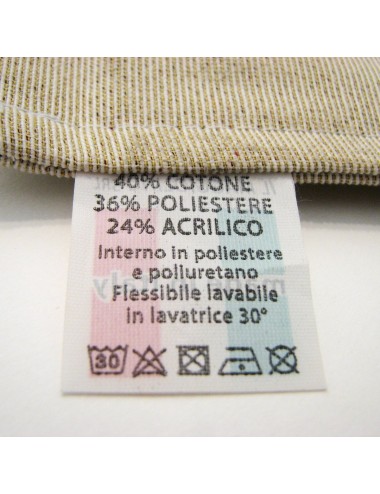 40% COTONE
36% POLIESTERE
24% ACRILICO
Interno in poliestere
e poliuretano
Flessibile lavabile
in lavatrice 30°
30